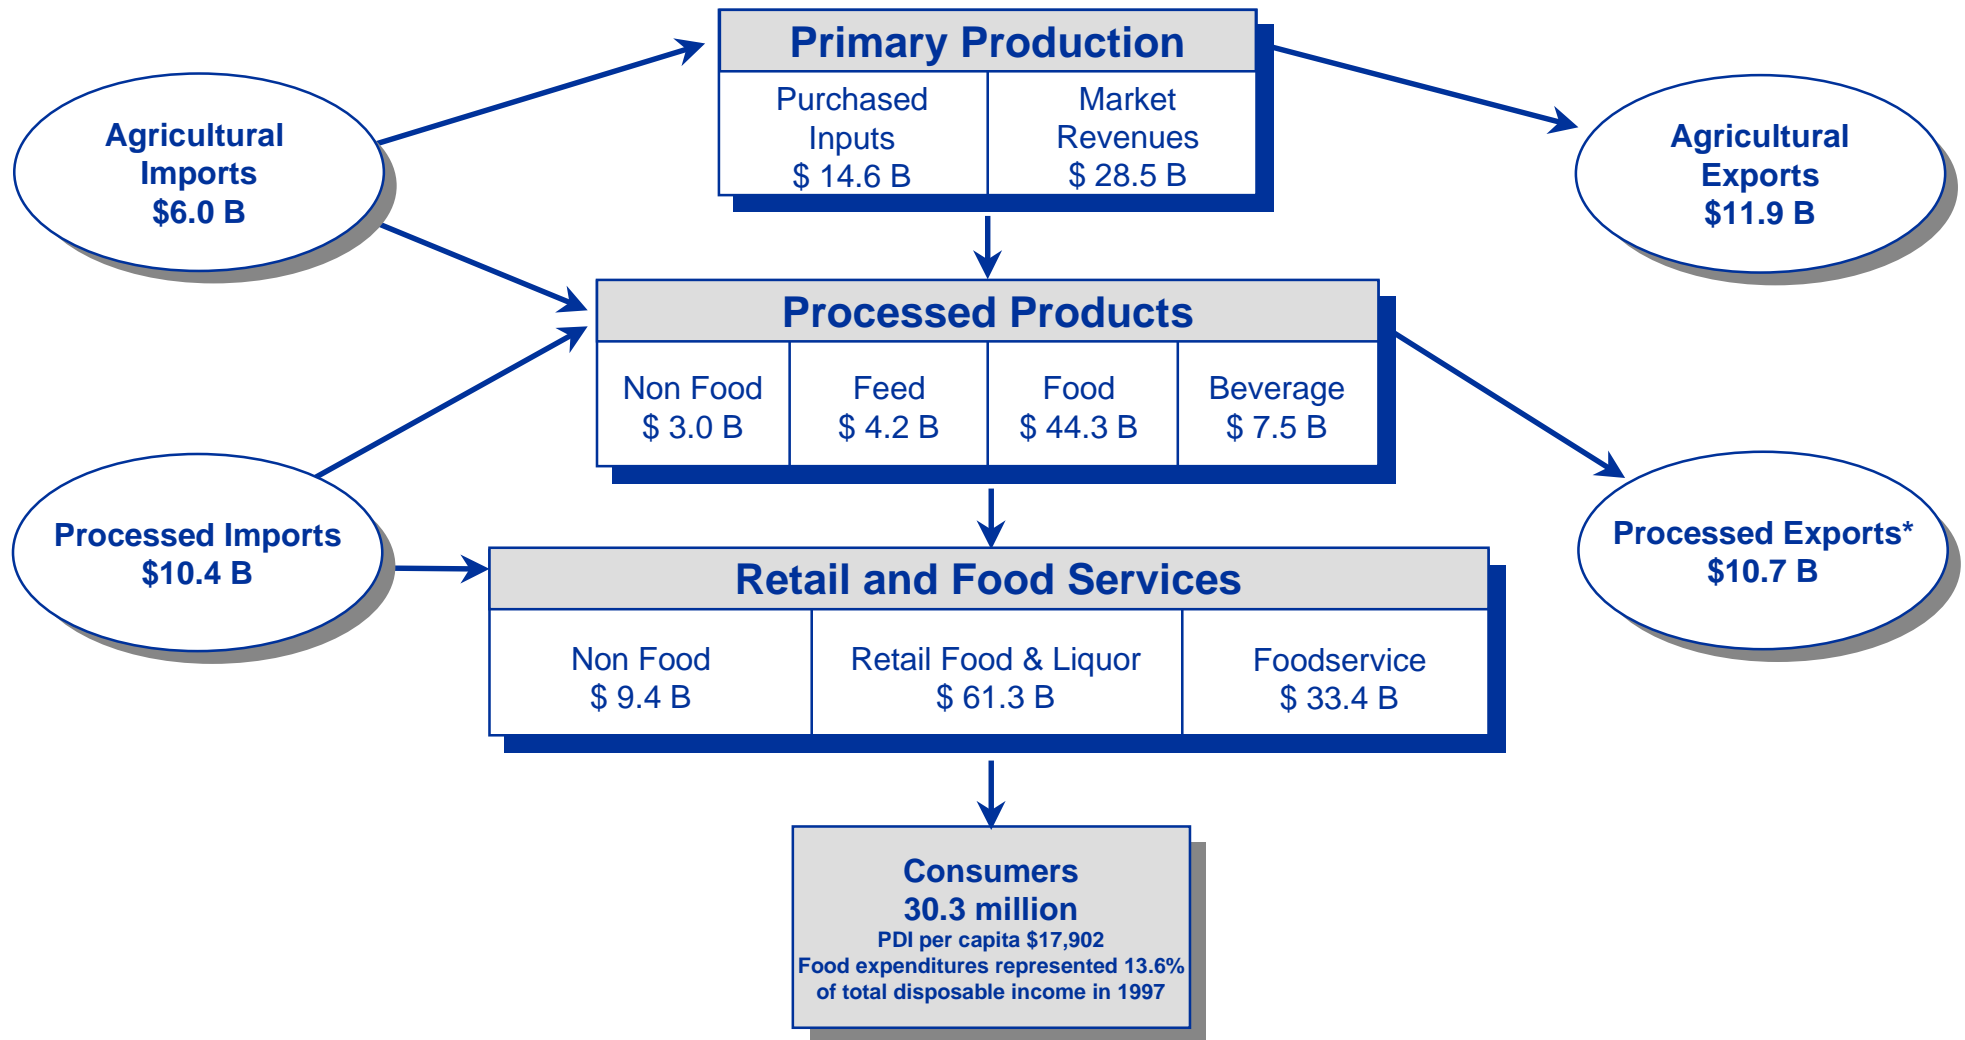 Primary Production
Purchased
Inputs
$ 14.6 B
Market
Revenues
$ 28.5 B
Agricultural
Imports
$6.0 B
Agricultural
Exports
$11.9 B
Processed Products
Non Food
$ 3.0 B
Feed
$ 4.2 B
Food
$ 44.3 B
Beverage
$ 7.5 B
Processed Imports
$10.4 B
Processed Exports*
$10.7 B
Retail and Food Services
Non Food
$ 9.4 B
Retail Food & Liquor
$ 61.3 B
Foodservice
$ 33.4 B
Consumers
30.3 million
PDI per capita $17,902
Food expenditures represented 13.6%
of total disposable income in 1997